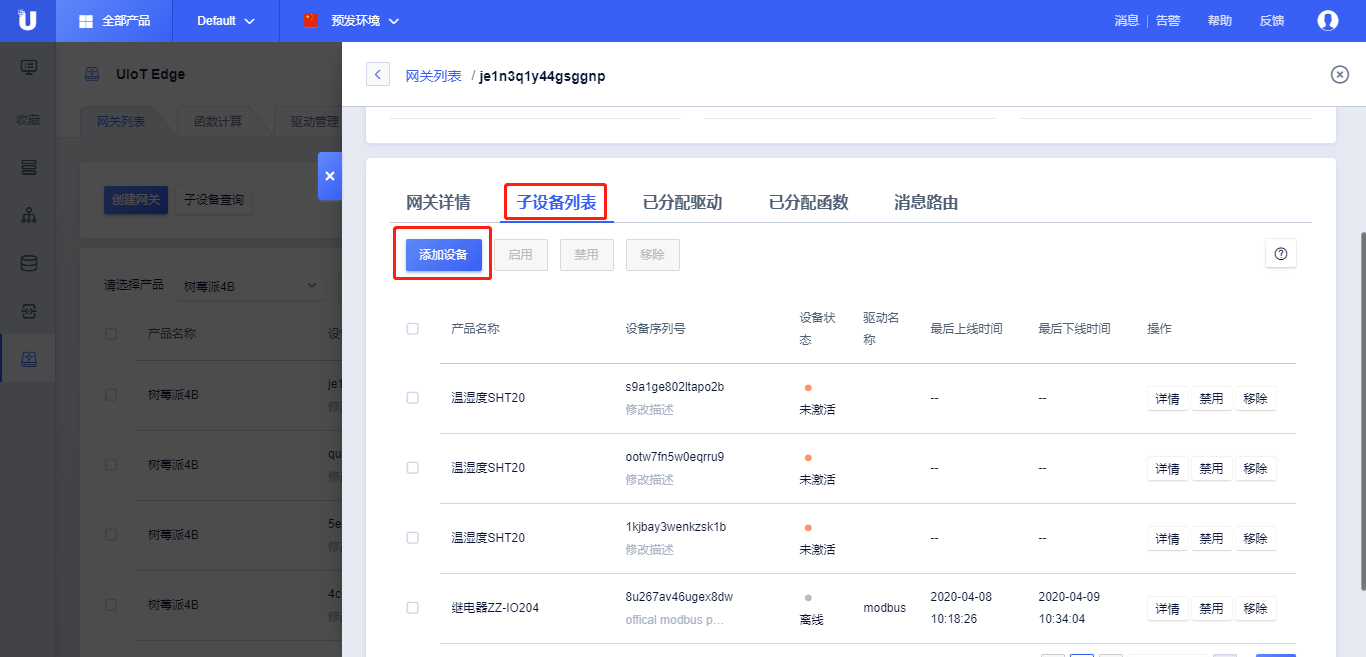 全部产品
Default
预发环境
消息
告警
帮助
反馈
UIoT Edge
收藏
网关列表
函数计算
驱动管理
创建网关
子设备查询
请选择产品
树莓派4B
产品名称
树莓派4B
je1
树莓派4B
qu
树莓派4B
5e
树莓派4B
4c
网关列表 / je1n3q1y44gsggnp
网关详情
子设备列表
已分配驱动
已分配函数
消息路由
添加设备
启用
禁用
移除
产品名称
设备序列号
设备状
态
驱动名
称
最后上线时间
最后下线时间
操作
温湿度SHT20
s9a1ge802ltapo2b
修改描述
未激活
--
--
详情
禁用
移除
温湿度SHT20
ootw7fn5w0eqrru9
修改描述
未激活
--
--
详情
禁用
移除
温湿度SHT20
1kjbay3wenkzsk1b
修改描述
未激活
--
--
详情
禁用
移除
继电器ZZ-IO204
8u267av46ugex8dw
offical modbus p...
离线
modbus
2020-04-08
10:18:26
2020-04-09
10:34:04
详情
禁用
移除